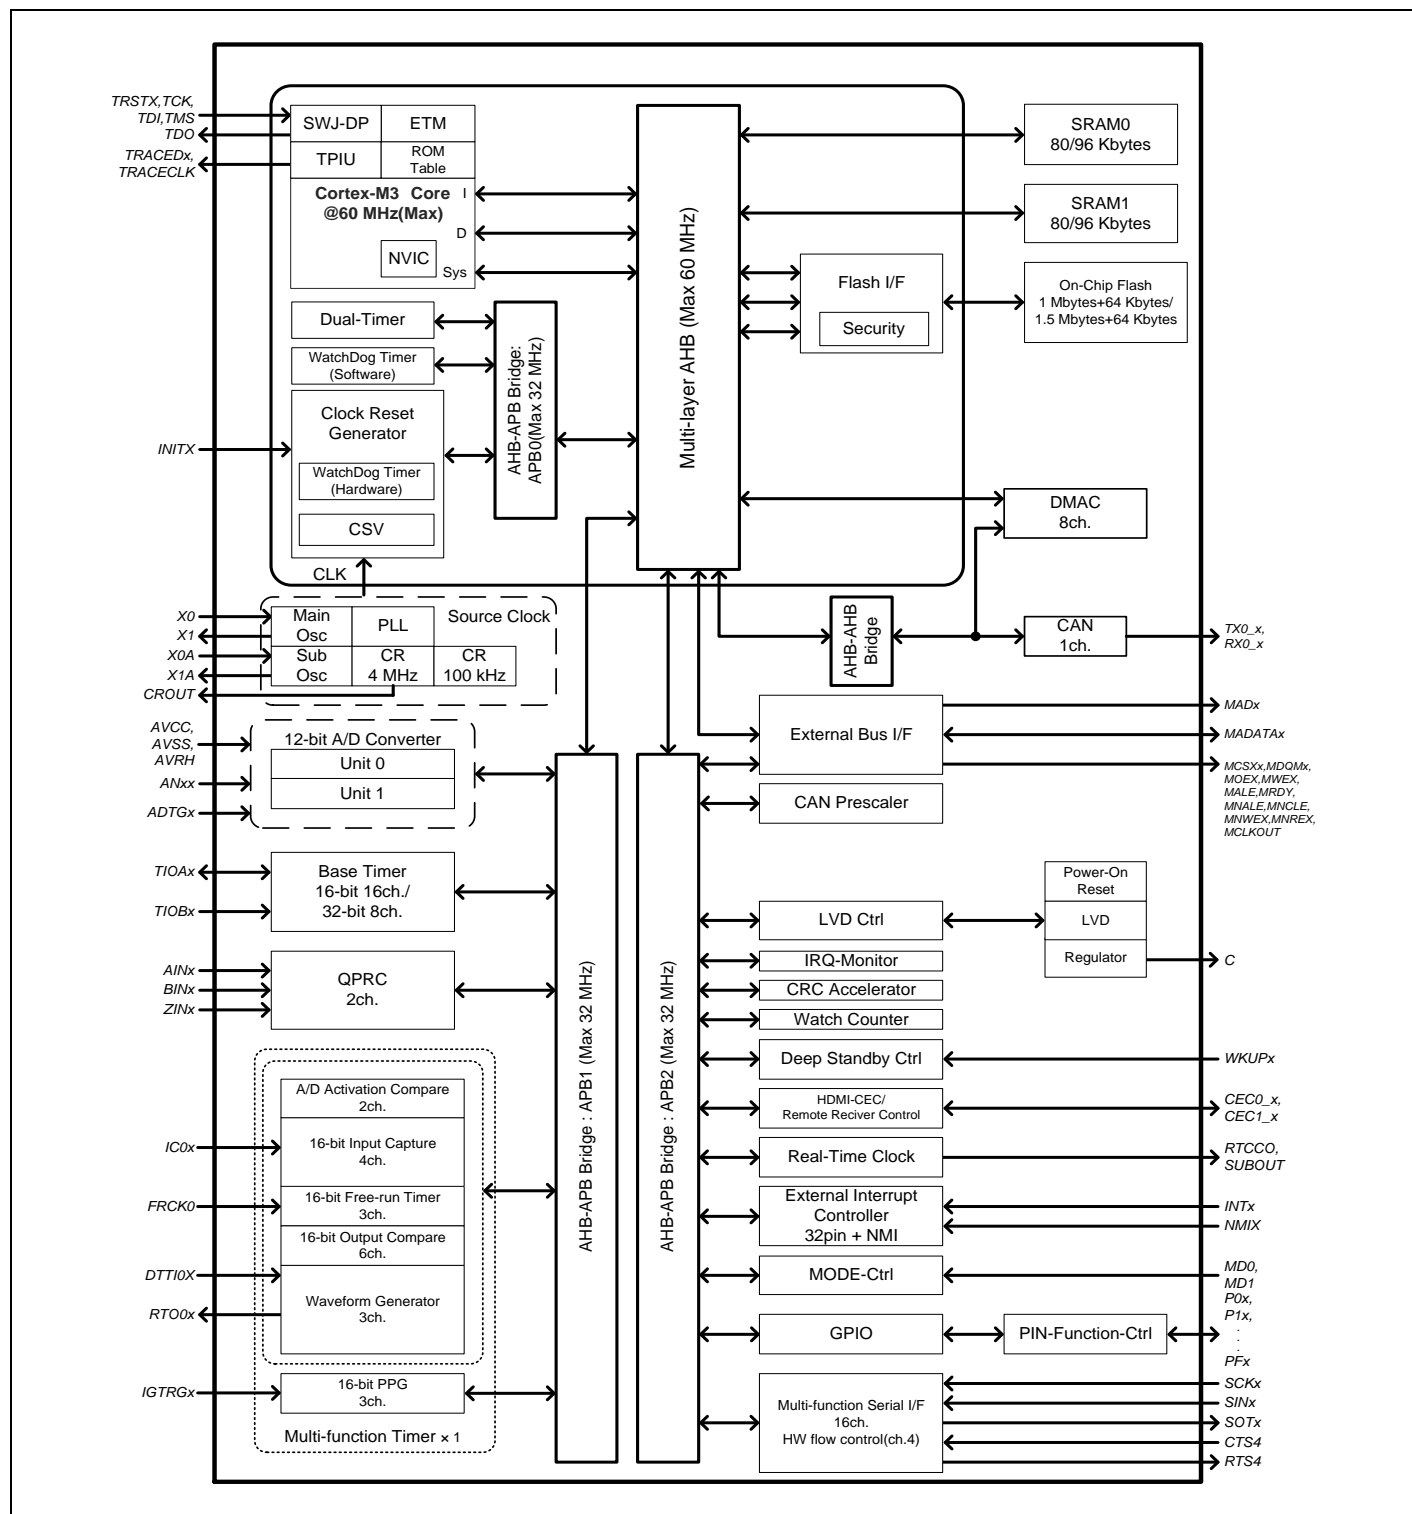 TRSTX,TCK,
TDI,TMS
TDO
TRACEDx,
TRACECLK
SWJ-DP
ETM
TPIU
ROM
Table
Cortex-M3 Core
@60 MHz(Max)
I
D
Sys
NVIC
Dual-Timer
WatchDog Timer
(Software)
Clock Reset
Generator
WatchDog Timer
(Hardware)
CSV
INITX
CLK
AHB-APB Bridge:
APB0(Max 32 MHz)
Multi-layer AHB (Max 60 MHz)
SRAM0
80/96 Kbytes
SRAM1
80/96 Kbytes
Flash I/F
Security
On-Chip Flash
1 Mbytes+64 Kbytes/
1.5 Mbytes+64 Kbytes
DMAC
8ch.
AHB-AHB
Bridge
CAN
1ch.
TX0_x,
RX0_x
X0
X1
X0A
X1A
CROUT
Main
Osc
PLL
Source Clock
Sub
Osc
CR
4 MHz
CR
100 kHz
AVCC,
AVSS,
AVRH
ANxx
ADTGx
12-bit A/D Converter
Unit 0
Unit 1
External Bus I/F
MADx
MADATAx
MCSXx,MDQMx,
MOEX,MWEX,
MALE,MRDY,
MNALE,MNCLE,
MNWEX,MNREX,
MCLKOUT
CAN Prescaler
TIOAx
TIOBx
Base Timer
16-bit 16ch./
32-bit 8ch.
AINx
BINx
ZINx
QPRC
2ch.
AHB-APB Bridge : APB1 (Max 32 MHz)
AHB-APB Bridge : APB2 (Max 32 MHz)
LVD Ctrl
Power-On
Reset
LVD
Regulator
C
IRQ-Monitor
CRC Accelerator
Watch Counter
Deep Standby Ctrl
WKUPx
HDMI-CEC/
Remote Reciver Control
CEC0_x,
CEC1_x
Real-Time Clock
RTCCO,
SUBOUT
External Interrupt
Controller
32pin + NMI
INTx
NMIX
MODE-Ctrl
MD0,
MD1
GPIO
PIN-Function-Ctrl
P0x,
P1x,
.
.
.
PFx
Multi-function Serial I/F
16ch.
HW flow control(ch.4)
SCKx
SINx
SOTx
CTS4
RTS4
A/D Activation Compare
2ch.
IC0x
16-bit Input Capture
4ch.
FRCK0
16-bit Free-run Timer
3ch.
16-bit Output Compare
6ch.
DTTI0X
RTO0x
Waveform Generator
3ch.
IGTRGx
16-bit PPG
3ch.
Multi-function Timer × 1